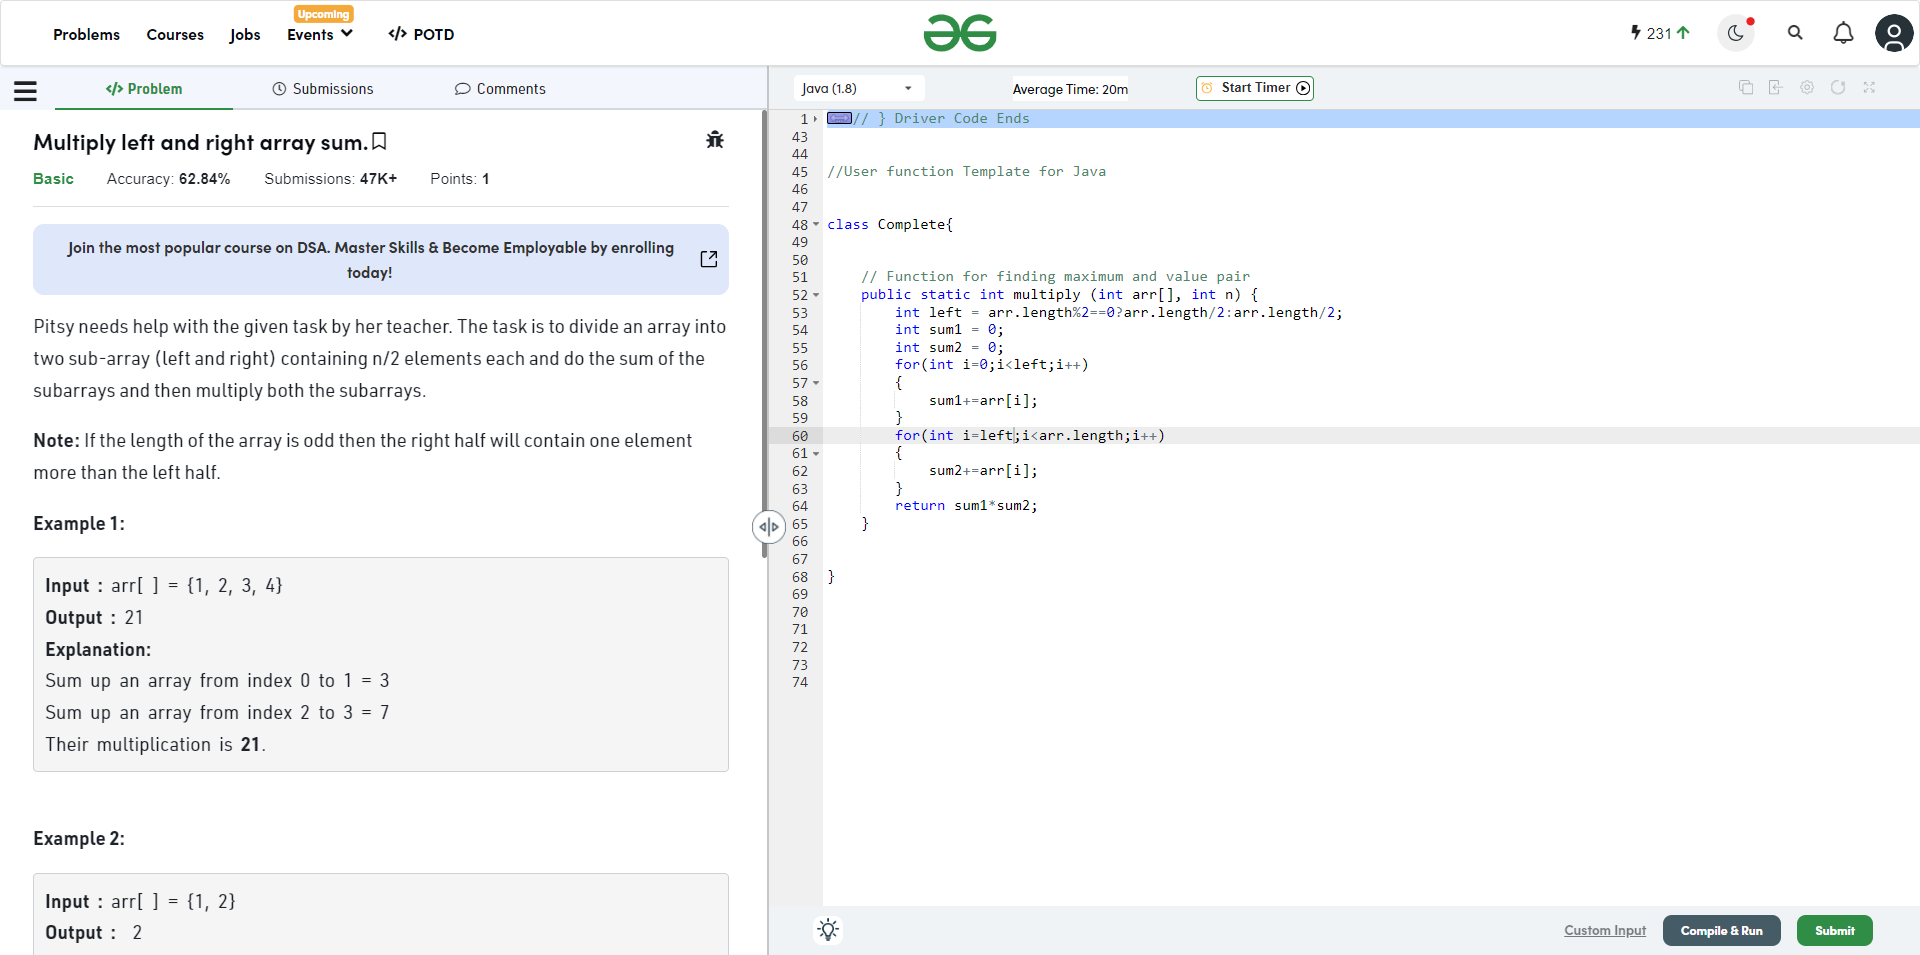 Problems Courses Jobs Upcoming Events </> POTD
231
</> Problem Submissions Comments
Java (1.8) Average Time: 20m Start Timer
Multiply left and right array sum.
Basic Accuracy: 62.84% Submissions: 47K+ Points: 1
Join the most popular course on DSA. Master Skills & Become Employable by enrolling
today!
Pitsy needs help with the given task by her teacher. The task is to divide an array into
two sub-array (left and right) containing n/2 elements each and do the sum of the
subarrays and then multiply both the subarrays.
Note: If the length of the array is odd then the right half will contain one element
more than the left half.
Example 1:
Input : arr[ ] = {1, 2, 3, 4}
Output : 21
Explanation:
Sum up an array from index 0 to 1 = 3
Sum up an array from index 2 to 3 = 7
Their multiplication is 21.
Example 2:
Input : arr[ ] = {1, 2}
Output : 2
1 // } Driver Code Ends
43
44
45 //User function Template for Java
46
47
48 class Complete{
49
50
51 // Function for finding maximum and value pair
52 public static int multiply (int arr[], int n) {
53 int left = arr.length%2==0?arr.length/2:arr.length/2;
54 int sum1 = 0;
55 int sum2 = 0;
56 for(int i=0;i<left;i++)
57 {
58 sum1+=arr[i];
59 }
60 for(int i=left;i<arr.length;i++)
61 {
62 sum2+=arr[i];
63 }
64 return sum1*sum2;
65 }
66
67
68 }
69
70
71
72
73
74
Custom Input Compile & Run Submit